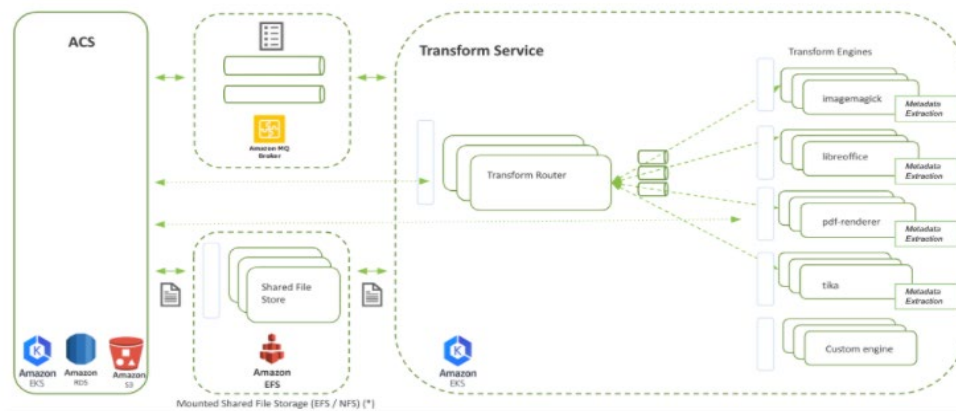 ACS
Transform Service
Transform Engines
imagemagick
Metadata
Extraction
Amazon MQ
Broker
libreoffice
Metadata
Extraction
Transform Router
pdf-renderer
Metadata
Extraction
Shared File
Store
tika
Metadata
Extraction
Amazon
EKS
Amazon
RDS
Amazon
S3
Amazon
EFS
Amazon
EKS
Custom engine
Mounted Shared File Storage (EFS / NFS) (*)